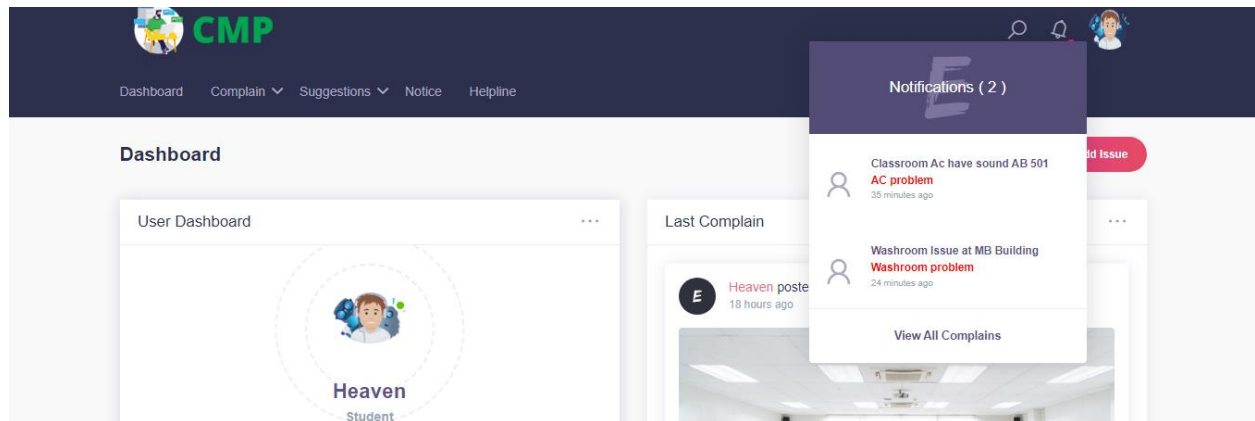 CMP
Dashboard Complain Suggestions Notice Helpline
Notifications ( 2 )
Classroom Ac have sound AB 501
AC problem
35 minutes ago
Washroom Issue at MB Building
Washroom problem
24 minutes ago
View All Complains
Dashboard
dd Issue
User Dashboard
Heaven
Student
Last Complain
E
Heaven poste
18 hours ago